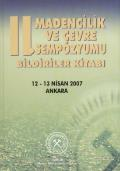 II. MADENCİLİK
VE ÇEVRE
SEMPOZYUMU
BİLDİRİLER KİTABI
12 - 13 NİSAN 2007
ANKARA